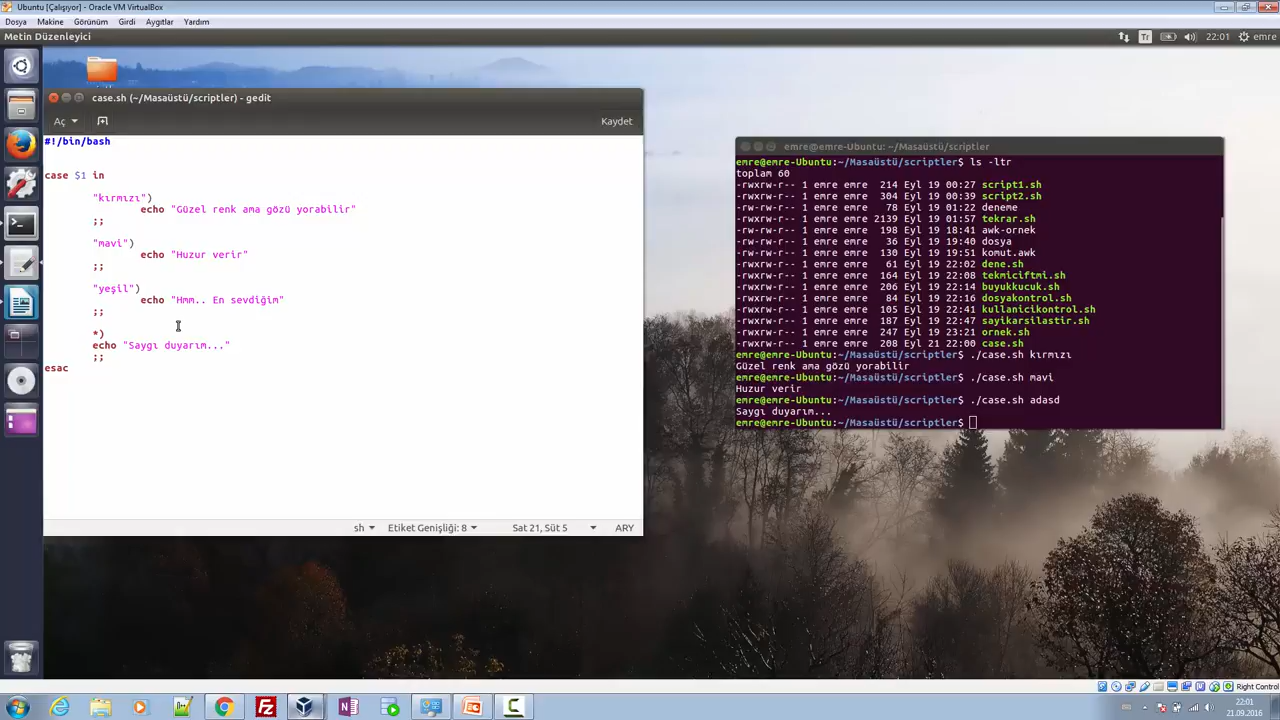 Ubuntu [Çalışıyor] - Oracle VM VirtualBox
Dosya Makine Görünüm Girdi Aygıtlar Yardım
Metin Düzenleyici
Tr
22:01
emre
case.sh (~/Masaüstü/scriptler) - gedit
Aç
Kaydet
#!/bin/bash
case $1 in
"kırmızı")
echo "Güzel renk ama gözü yorabilir"
;;
"mavi")
echo "Huzur verir"
;;
"yeşil")
echo "Hmm.. En sevdiğim"
;;
*)
echo "Saygı duyarım..."
;;
esac
sh
Etiket Genişliği: 8
Sat 21, Süt 5
ARY
emre@emre-Ubuntu: ~/Masaüstü/scriptler
emre@emre-Ubuntu:~/Masaüstü/scriptler$ ls -ltr
toplam 60
-rwxrw-r-- 1 emre emre 214 Eyl 19 00:27 script1.sh
-rwxrw-r-- 1 emre emre 304 Eyl 19 00:39 script2.sh
-rw-rw-r-- 1 emre emre 78 Eyl 19 01:22 deneme
-rwxrw-r-- 1 emre emre 2139 Eyl 19 01:57 tekrar.sh
-rw-rw-r-- 1 emre emre 198 Eyl 19 18:41 awk-ornek
-rw-rw-r-- 1 emre emre 36 Eyl 19 19:40 dosya
-rw-rw-r-- 1 emre emre 130 Eyl 19 19:51 komut.awk
-rwxrw-r-- 1 emre emre 61 Eyl 19 22:02 dene.sh
-rwxrw-r-- 1 emre emre 164 Eyl 19 22:08 tekmiciftmi.sh
-rwxrw-r-- 1 emre emre 206 Eyl 19 22:14 buyukkucuk.sh
-rwxrw-r-- 1 emre emre 84 Eyl 19 22:16 dosyakontrol.sh
-rwxrw-r-- 1 emre emre 105 Eyl 19 22:41 kullanicikontrol.sh
-rwxrw-r-- 1 emre emre 187 Eyl 19 22:47 sayikarsilastir.sh
-rwxrw-r-- 1 emre emre 247 Eyl 19 23:21 ornek.sh
-rwxrw-r-- 1 emre emre 208 Eyl 21 22:00 case.sh
emre@emre-Ubuntu:~/Masaüstü/scriptler$ ./case.sh kırmızı
Güzel renk ama gözü yorabilir
emre@emre-Ubuntu:~/Masaüstü/scriptler$ ./case.sh mavi
Huzur verir
emre@emre-Ubuntu:~/Masaüstü/scriptler$ ./case.sh adasd
Saygı duyarım...
emre@emre-Ubuntu:~/Masaüstü/scriptler$
Right Control
22:01
21.09.2016